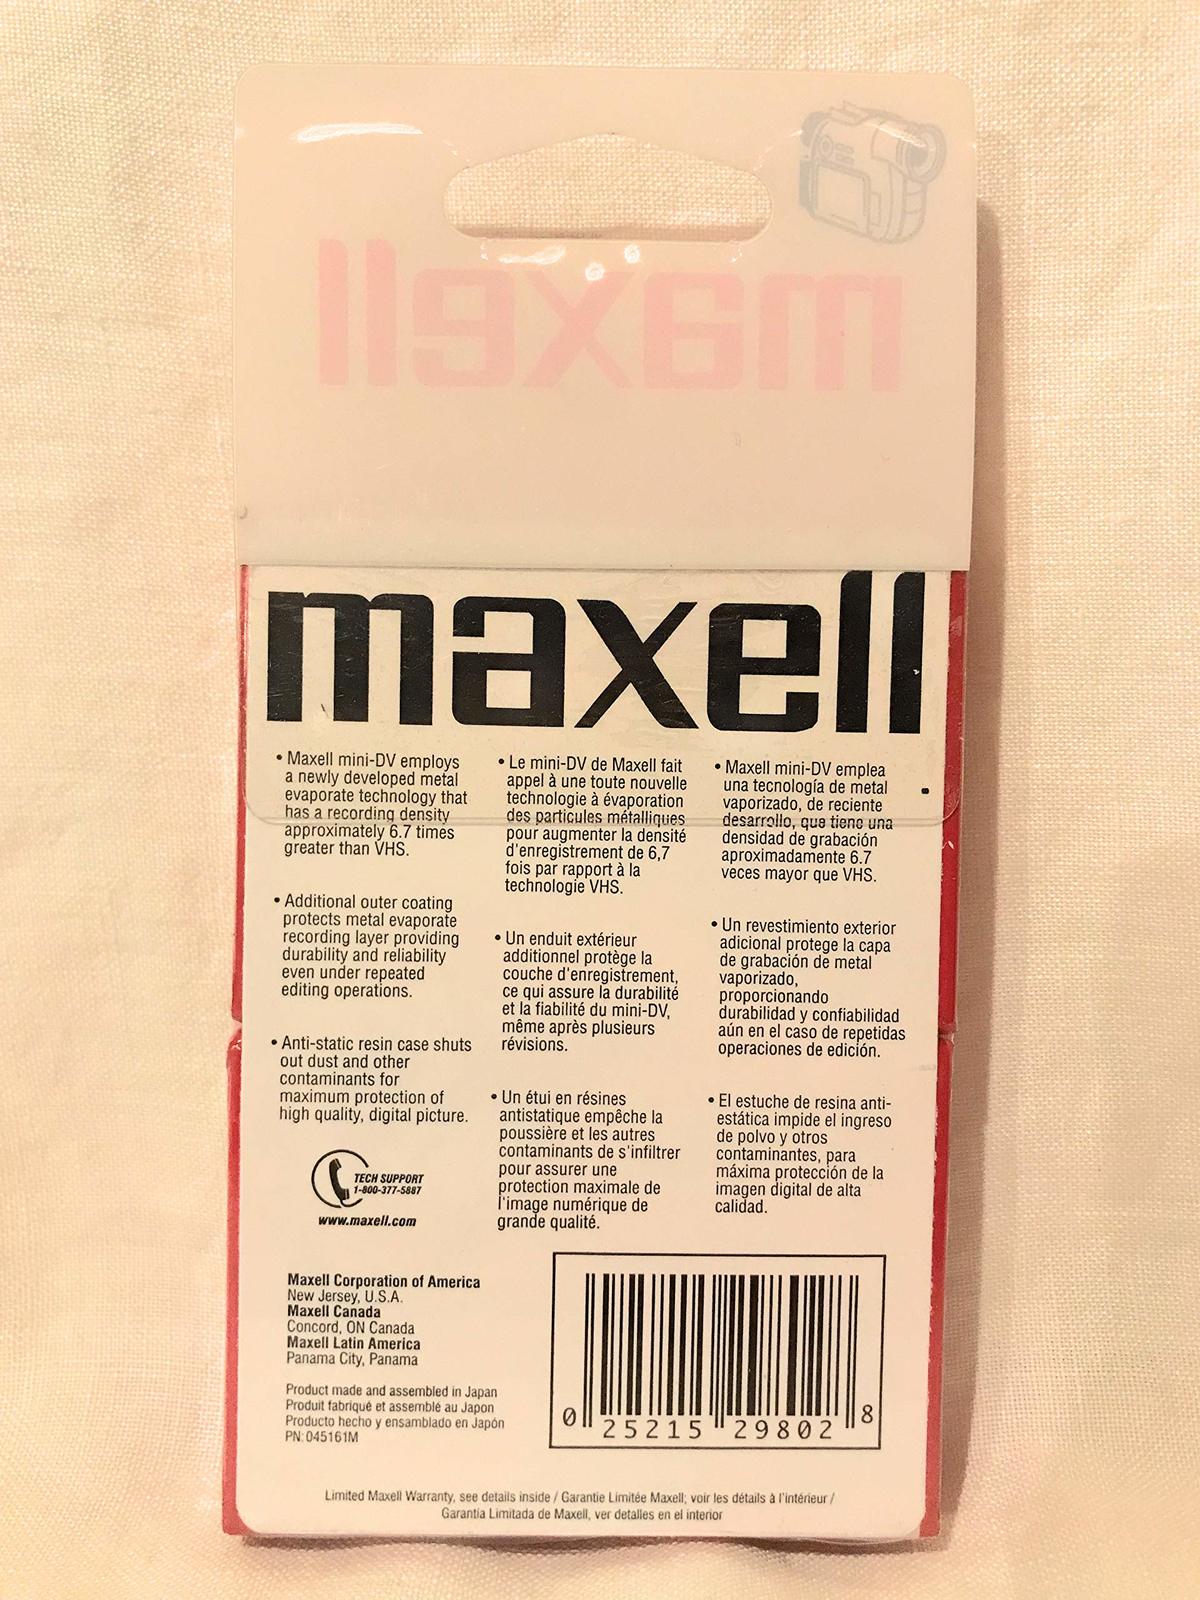 maxell
maxell
• Maxell mini-DV employs
a newly developed metal
evaporate technology that
has a recording density
approximately 6.7 times
greater than VHS.
• Additional outer coating
protects metal evaporate
recording layer providing
durability and reliability
even under repeated
editing operations.
• Anti-static resin case shuts
out dust and other
contaminants for
maximum protection of
high quality, digital picture.
TECH SUPPORT
1-800-377-5887
www.maxell.com
• Le mini-DV de Maxell fait
appel à une toute nouvelle
technologie à évaporation
des particules métalliques
pour augmenter la densité
d'enregistrement de 6,7
fois par rapport à la
technologie VHS.
• Un enduit extérieur
additionnel protège la
couche d'enregistrement,
ce qui assure la durabilité
et la fiabilité du mini-DV,
même après plusieurs
révisions.
• Un étui en résines
antistatique empêche la
poussière et les autres
contaminants de s'infiltrer
pour assurer une
protection maximale de
l'image numérique de
grande qualité.
• Maxell mini-DV emplea
una tecnología de metal
vaporizado, de reciente
desarrollo, que tiene una
densidad de grabación
aproximadamente 6.7
veces mayor que VHS.
• Un revestimiento exterior
adicional protege la capa
de grabación de metal
vaporizado,
proporcionando
durabilidad y confiabilidad
aún en el caso de repetidas
operaciones de edición.
• El estuche de resina anti-
estática impide el ingreso
de polvo y otros
contaminantes, para
máxima protección de la
imagen digital de alta
calidad.
Maxell Corporation of America
New Jersey, U.S.A.
Maxell Canada
Concord, ON Canada
Maxell Latin America
Panama City, Panama
Product made and assembled in Japan
Produit fabriqué et assemblé au Japon
Producto hecho y ensamblado en Japón
PN: 045161M
0 25215 29802 8
Limited Maxell Warranty, see details inside / Garantie Limitée Maxell; voir les détails à l'intérieur /
Garantía Limitada de Maxell, ver detalles en el interior